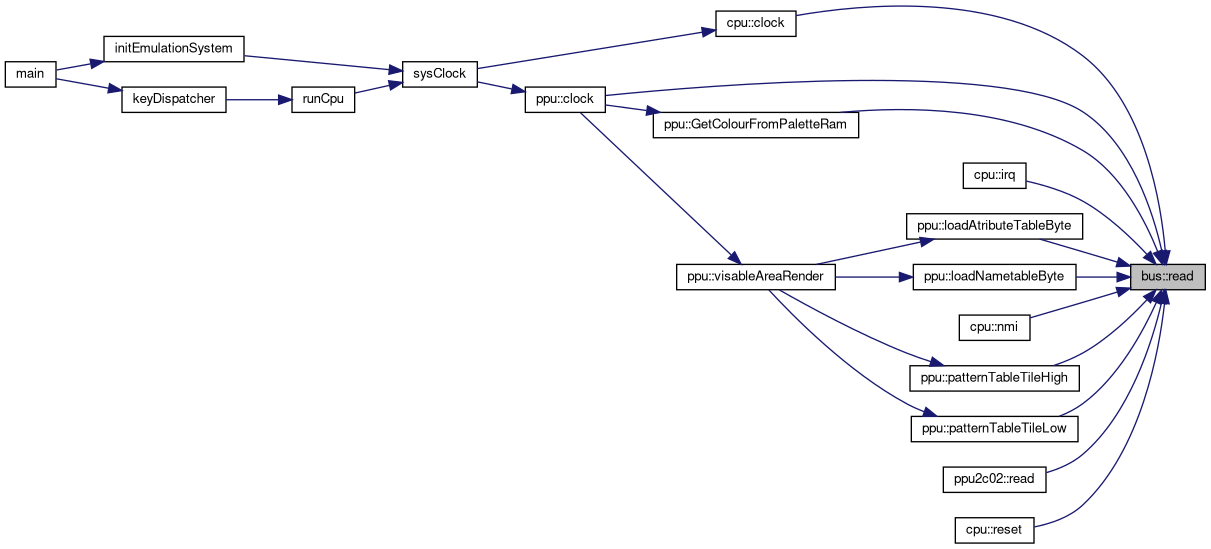 main
initEmulationSystem
keyDispatcher
runCpu
sysClock
cpu::clock
ppu::clock
ppu::GetColourFromPaletteRam
cpu::irq
ppu::loadAtributeTableByte
ppu::visableAreaRender
ppu::loadNametableByte
bus::read
cpu::nmi
ppu::patternTableTileHigh
ppu::patternTableTileLow
ppu2c02::read
cpu::reset